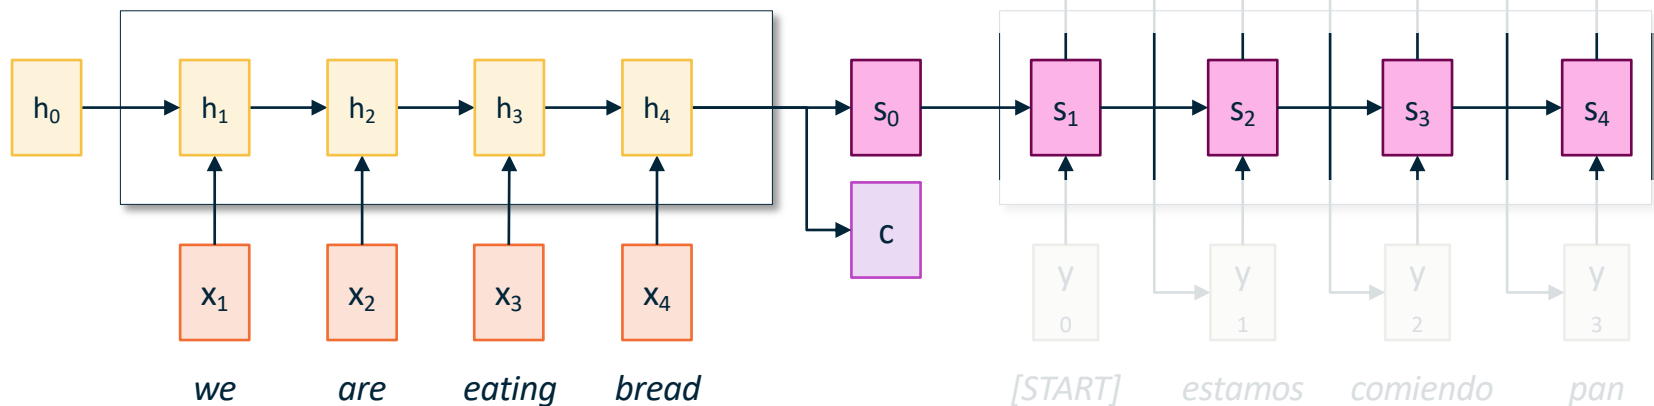 h0 h1 h2 h3 h4 s0 s1 s2 s3 s4
c
x1 x2 x3 x4 y0 y1 y2 y3
we are eating bread [START] estamos comiendo pan